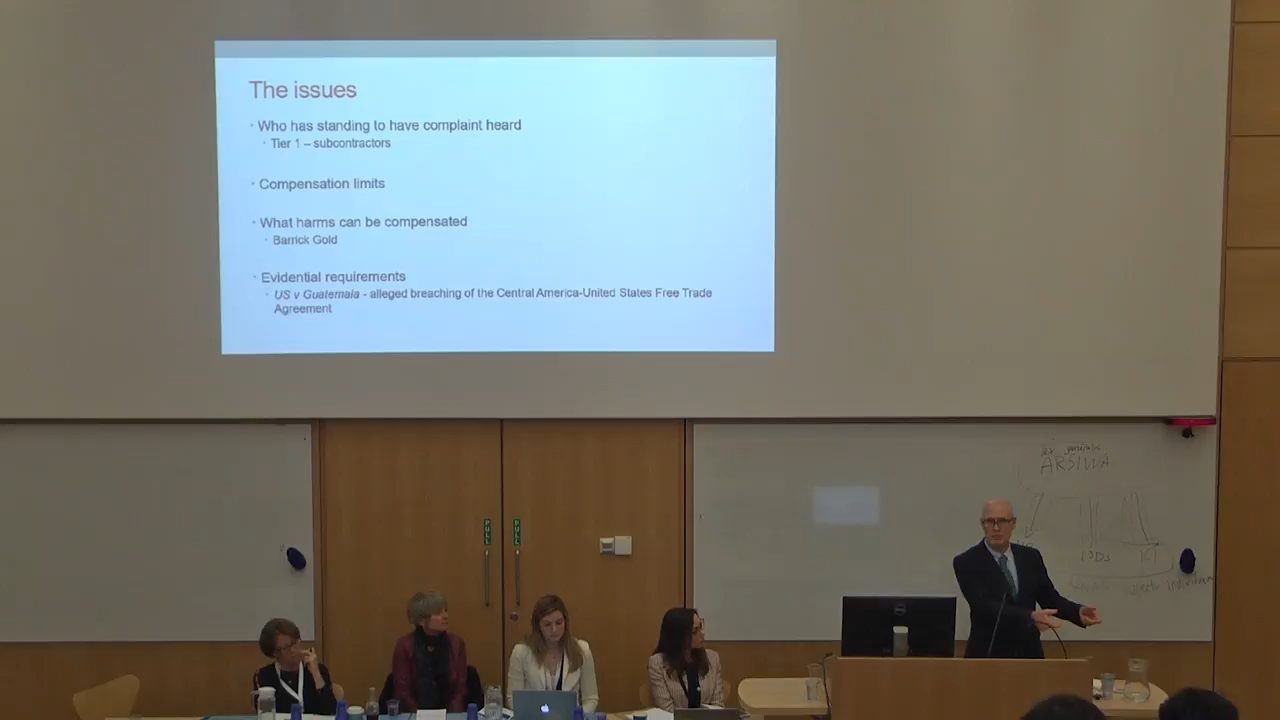 The issues
Who has standing to have complaint heard
Tier 1 – subcontractors
Compensation limits
What harms can be compensated
Barrick Gold
Evidential requirements
US v Guatemala - alleged breaching of the Central America-United States Free Trade
Agreement
PULL PULL
ARSIWA
DELL